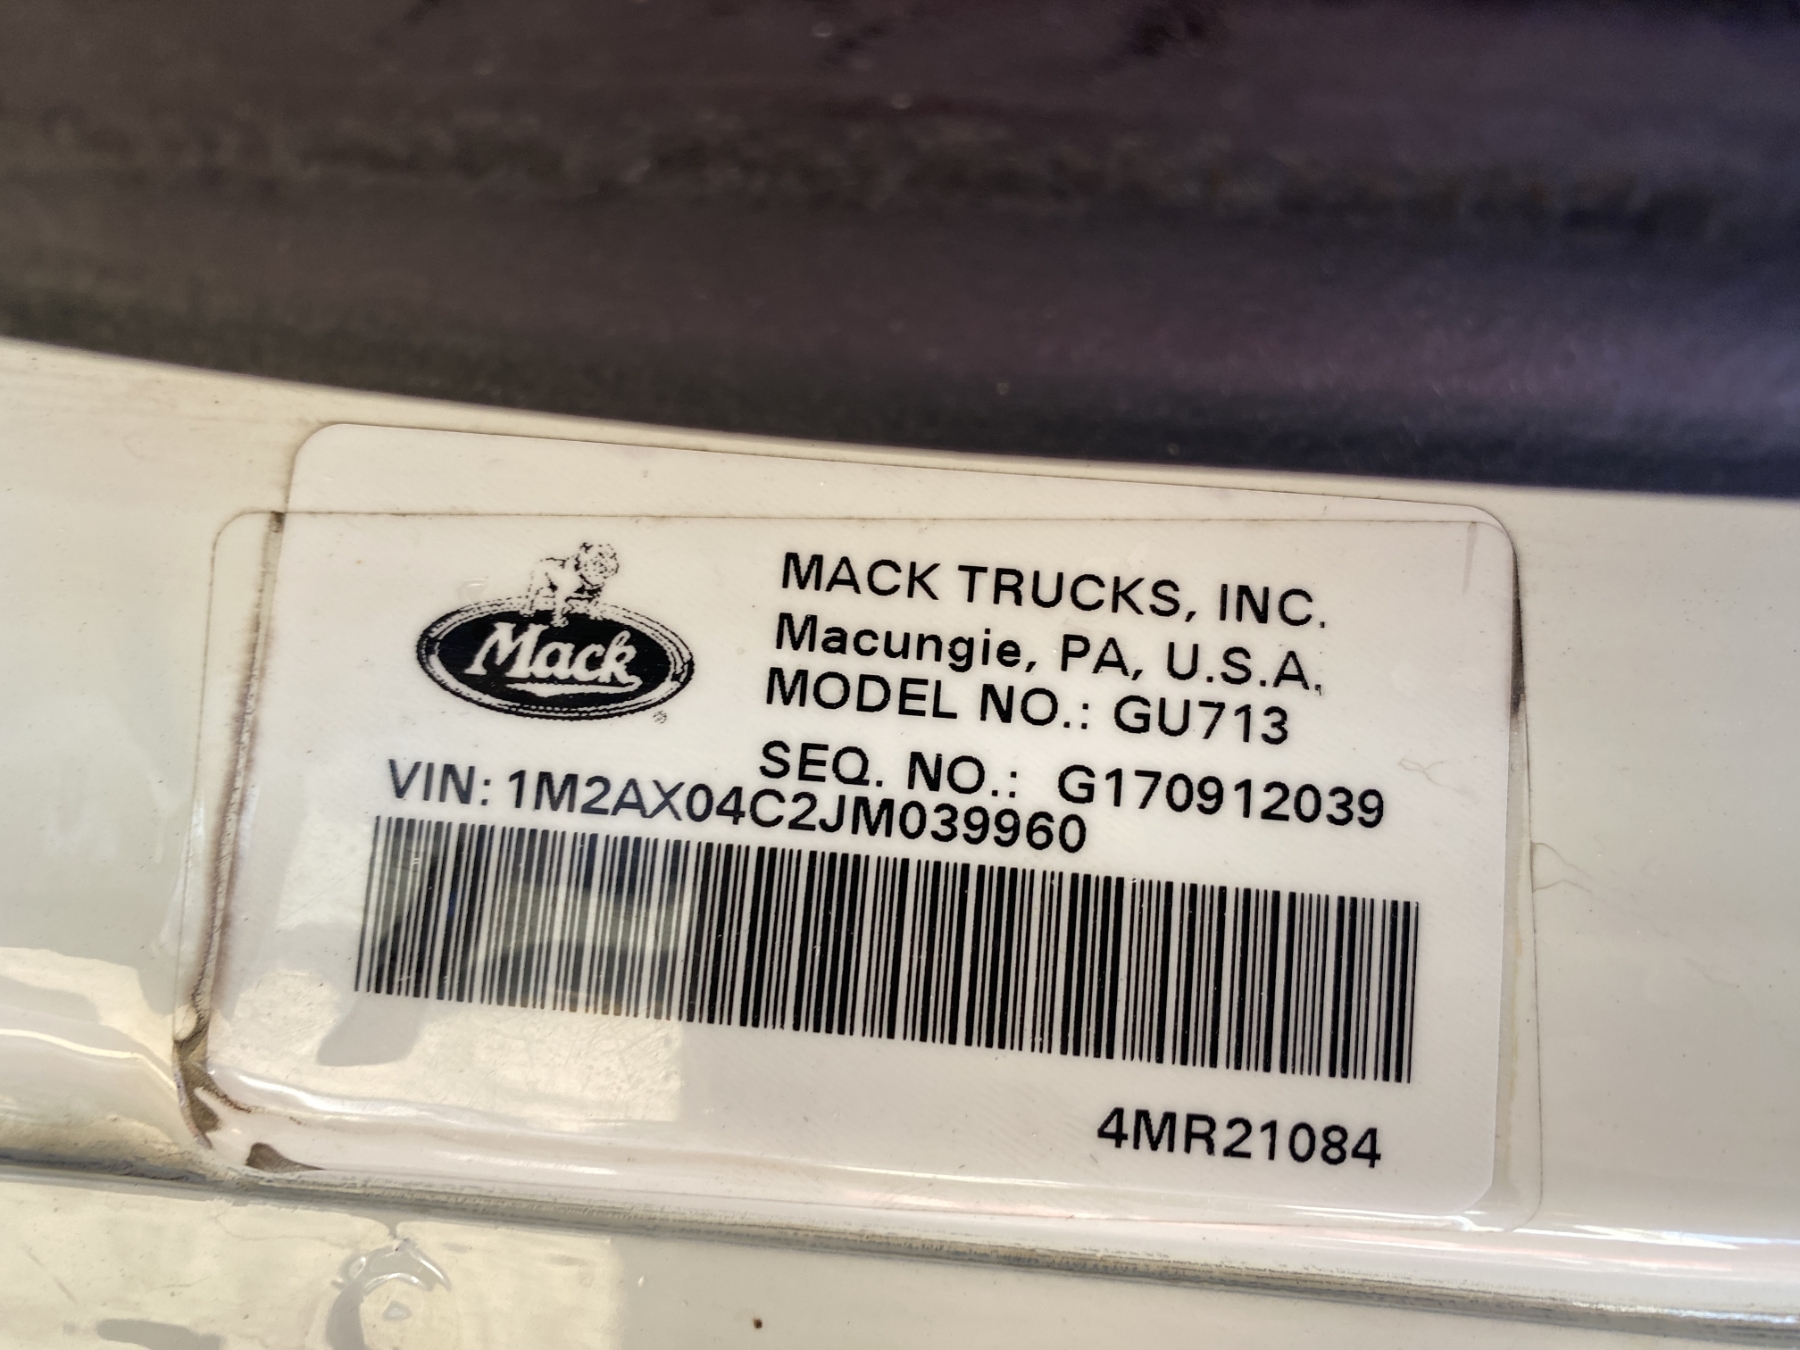 Mack
®
MACK TRUCKS, INC.
Macungie, PA, U.S.A.
MODEL NO.: GU713
SEQ. NO.: G170912039
VIN: 1M2AX04C2JM039960
4MR21084